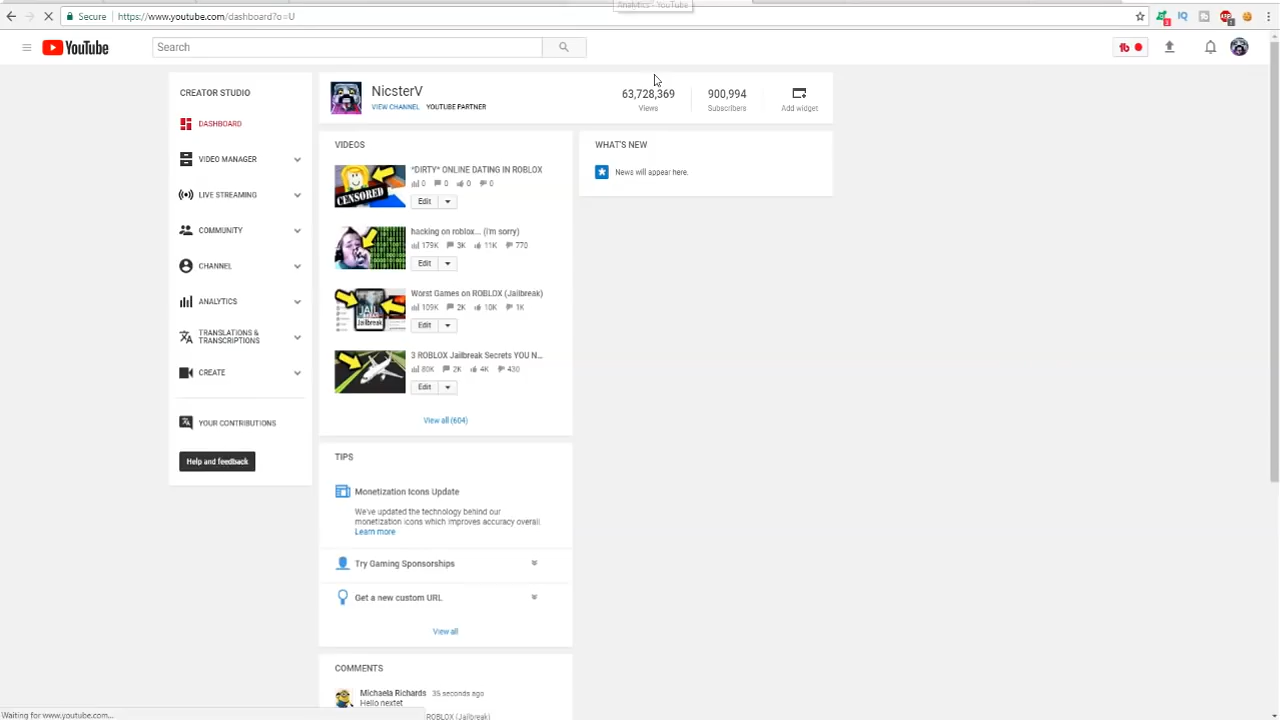 Analytics - YouTube
Secure https://www.youtube.com/dashboard?o=U
YouTube
Search
CREATOR STUDIO
DASHBOARD
VIDEO MANAGER
LIVE STREAMING
COMMUNITY
CHANNEL
ANALYTICS
TRANSLATIONS &
TRANSCRIPTIONS
CREATE
YOUR CONTRIBUTIONS
Help and feedback
NicsterV
VIEW CHANNEL YOUTUBE PARTNER
63,728,369
Views
900,994
Subscribers
Add widget
VIDEOS
*DIRTY* ONLINE DATING IN ROBLOX
0 0 0 0
Edit
CENSORED
hacking on roblox... (i'm sorry)
179K 3K 11K 770
Edit
Worst Games on ROBLOX (Jailbreak)
109K 2K 10K 1K
Edit
Jailbreak
3 ROBLOX Jailbreak Secrets YOU N...
80K 2K 4K 430
Edit
View all (604)
WHAT'S NEW
News will appear here.
TIPS
Monetization Icons Update
We've updated the technology behind our
monetization icons which improves accuracy overall.
Learn more
Try Gaming Sponsorships
Get a new custom URL
View all
COMMENTS
Michaela Richards 35 seconds ago
Hello nextet
ROBLOX (Jailbreak)
Waiting for www.youtube.com...